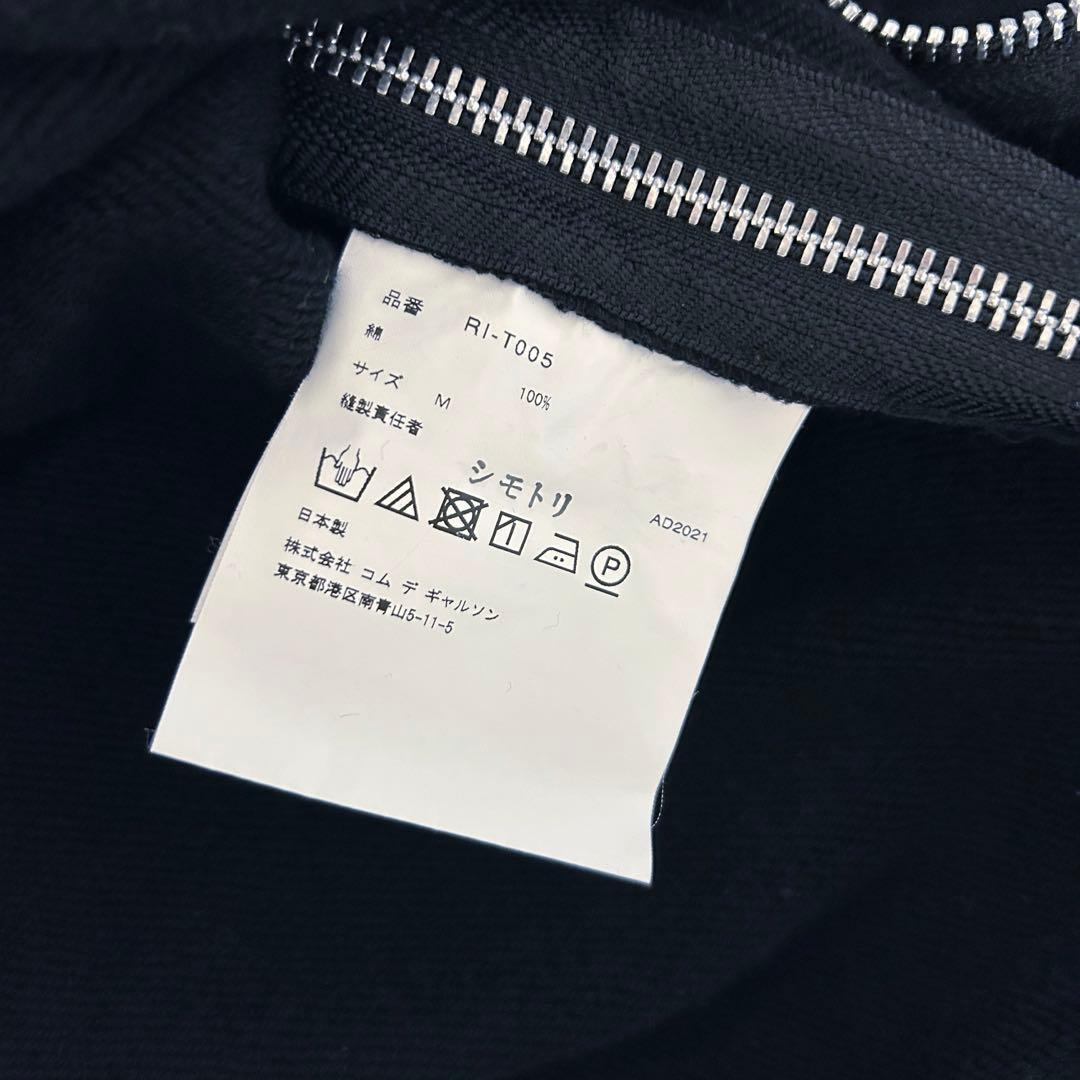 品番 RI-T005
綿 100%
サイズ M
縫製責任者
シモトリ
AD2021
P
日本製
株式会社 コム デ ギャルソン
東京都港区南青山5-11-5